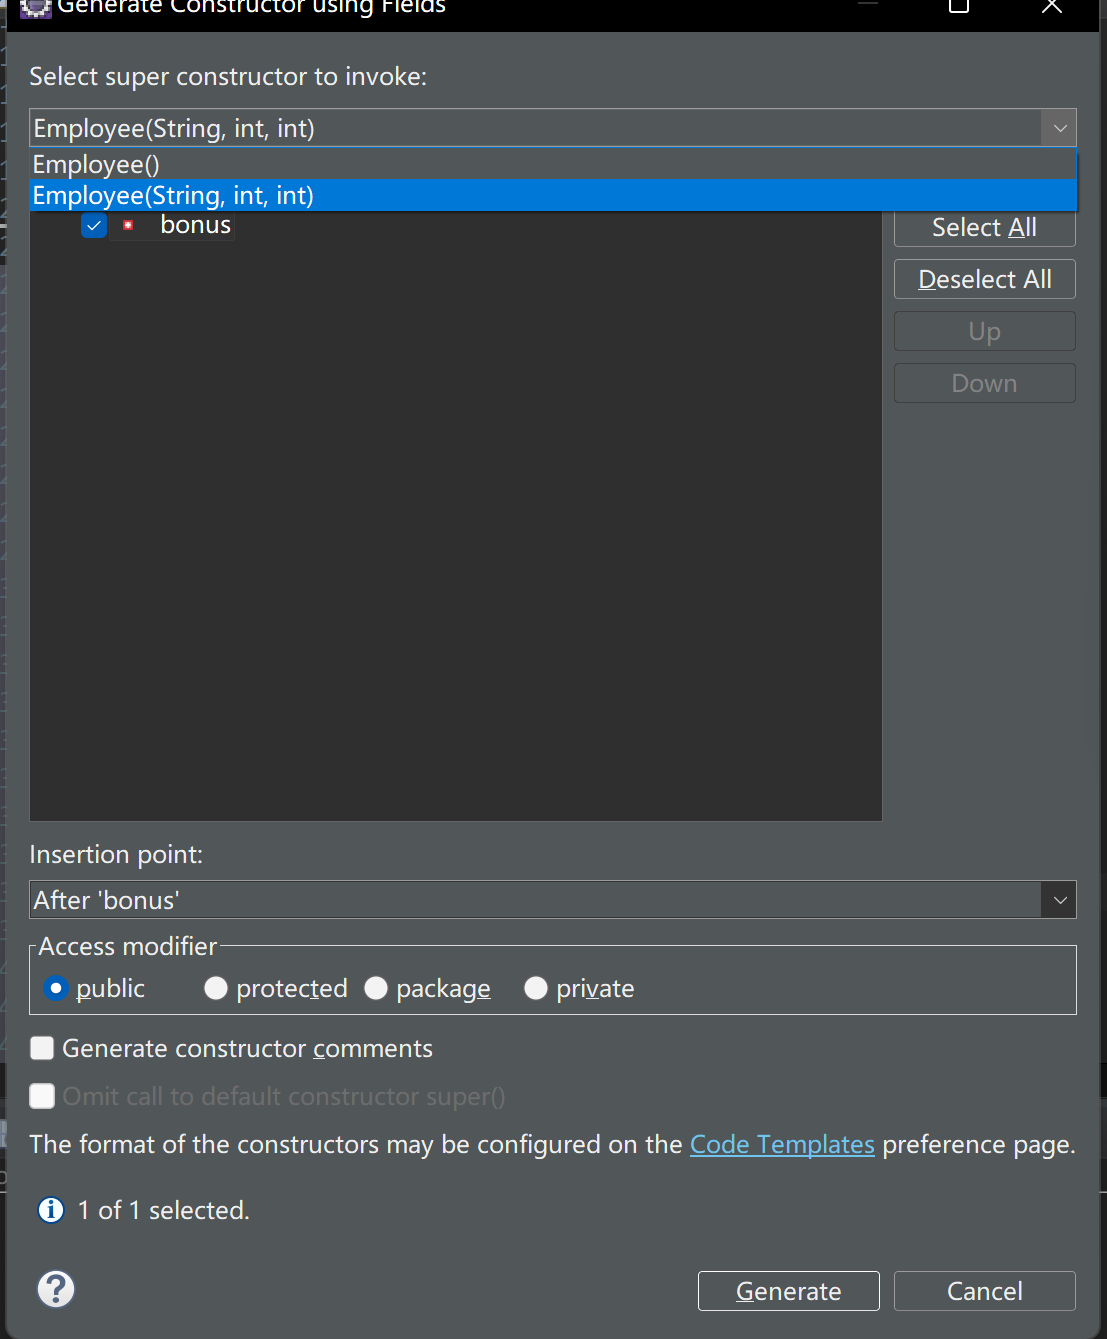 Generate Constructor using Fields
Select super constructor to invoke:
Employee(String, int, int)
Employee()
Employee(String, int, int)
bonus
Select All
Deselect All
Up
Down
Insertion point:
After 'bonus'
Access modifier
public protected package private
Generate constructor comments
Omit call to default constructor super()
The format of the constructors may be configured on the Code Templates preference page.
1 of 1 selected.
Generate Cancel